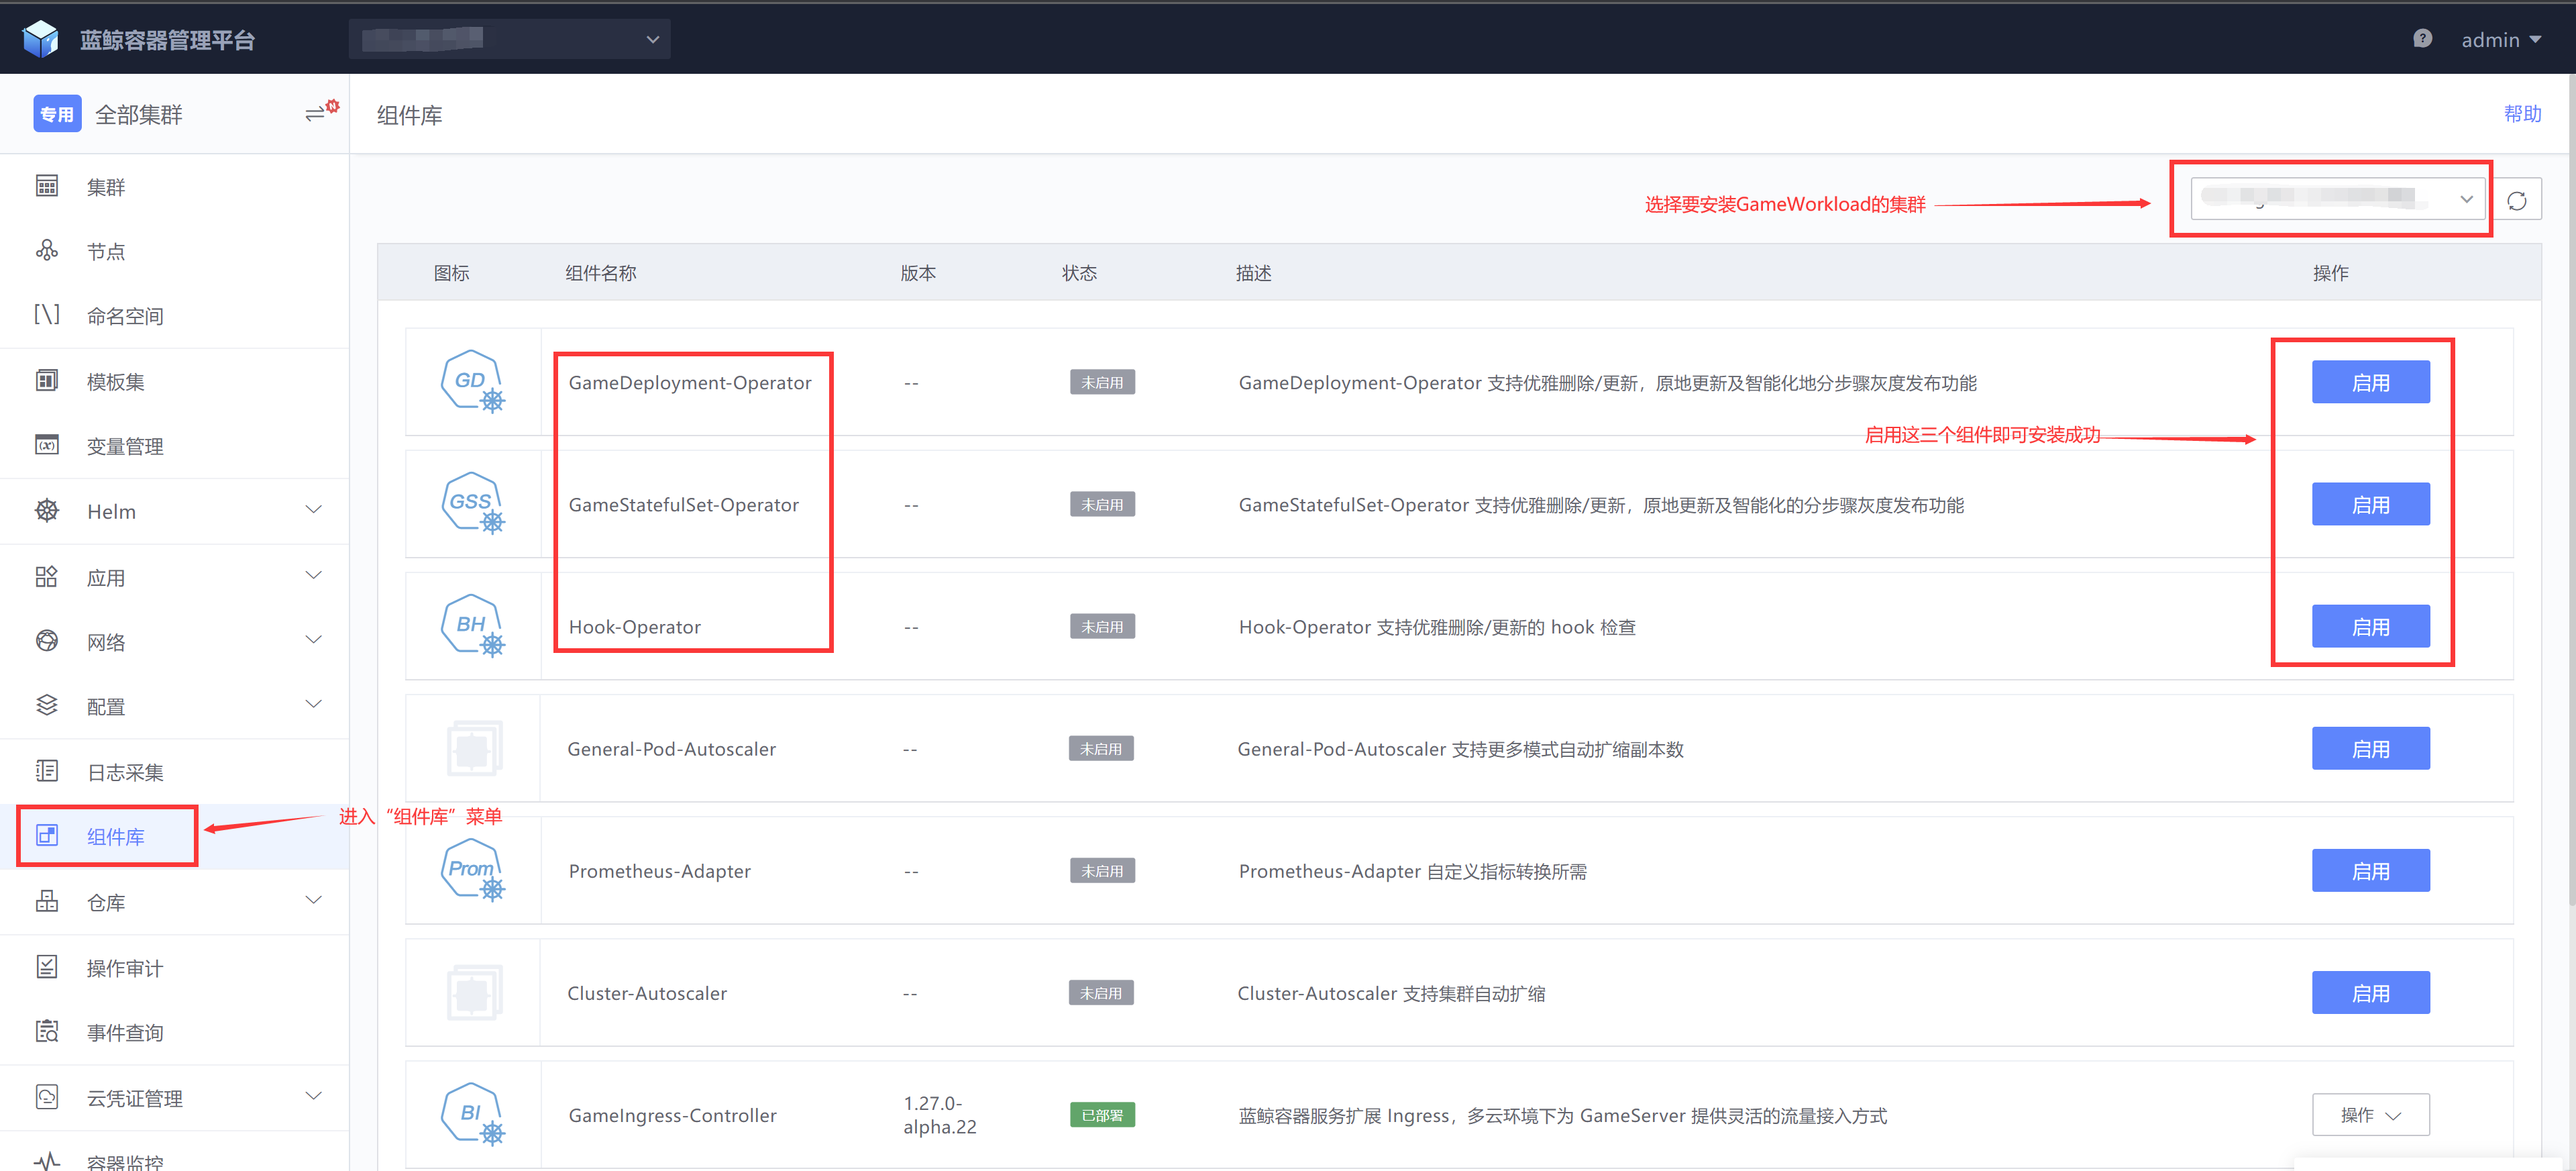 蓝鲸容器管理平台
admin
专用 全部集群
组件库
帮助
集群
节点
命名空间
模板集
变量管理
Helm
应用
网络
配置
日志采集
组件库
仓库
操作审计
事件查询
云凭证管理
容器监控
进入“组件库”菜单
选择要安装GameWorkload的集群
图标 组件名称 版本 状态 描述 操作
GD GameDeployment-Operator -- 未启用 GameDeployment-Operator 支持优雅删除/更新，原地更新及智能化地分步骤灰度发布功能 启用
启用这三个组件即可安装成功
GSS GameStatefulSet-Operator -- 未启用 GameStatefulSet-Operator 支持优雅删除/更新，原地更新及智能化的分步骤灰度发布功能 启用
BH Hook-Operator -- 未启用 Hook-Operator 支持优雅删除/更新的 hook 检查 启用
General-Pod-Autoscaler -- 未启用 General-Pod-Autoscaler 支持更多模式自动扩缩副本数 启用
Prom Prometheus-Adapter -- 未启用 Prometheus-Adapter 自定义指标转换所需 启用
Cluster-Autoscaler -- 未启用 Cluster-Autoscaler 支持集群自动扩缩 启用
BI GameIngress-Controller 1.27.0-
alpha.22 已部署 蓝鲸容器服务扩展 Ingress，多云环境下为 GameServer 提供灵活的流量接入方式 操作